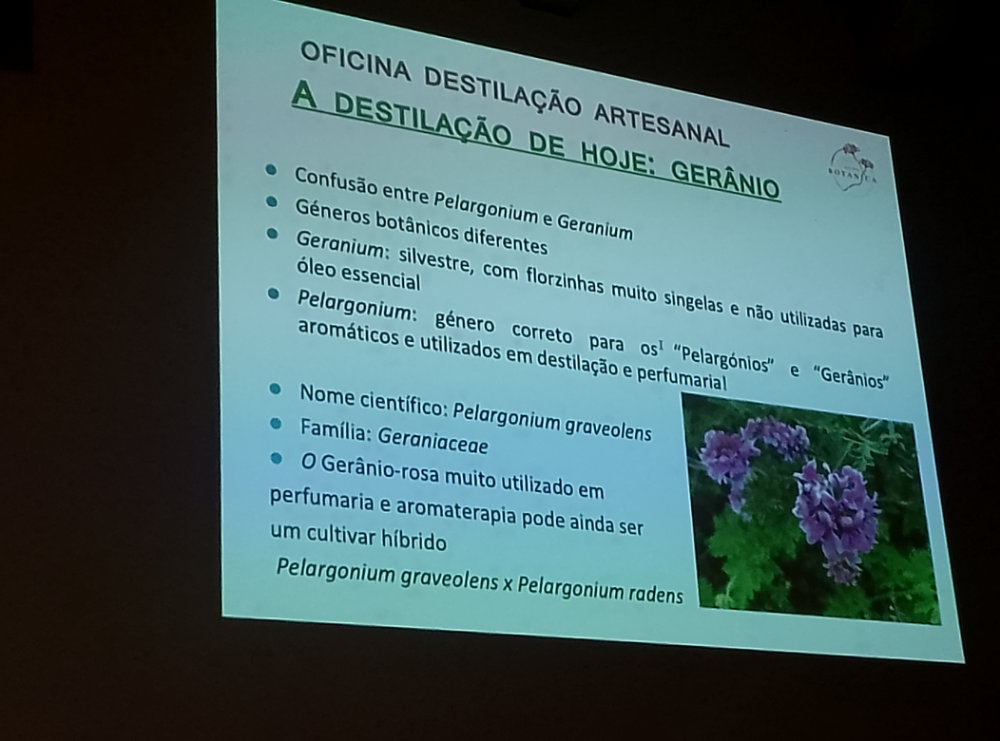 OFICINA DESTILAÇÃO ARTESANAL
A DESTILAÇÃO DE HOJE: GERÂNIO
BOTANICA
• Confusão entre Pelargonium e Geranium
• Géneros botânicos diferentes
• Geranium: silvestre, com florzinhas muito singelas e não utilizadas para
óleo essencial
• Pelargonium: género correto para os “Pelargónios” e “Gerânios”
aromáticos e utilizados em destilação e perfumaria!
• Nome científico: Pelargonium graveolens
• Família: Geraniaceae
• O Gerânio-rosa muito utilizado em
perfumaria e aromaterapia pode ainda ser
um cultivar híbrido
Pelargonium graveolens x Pelargonium radens